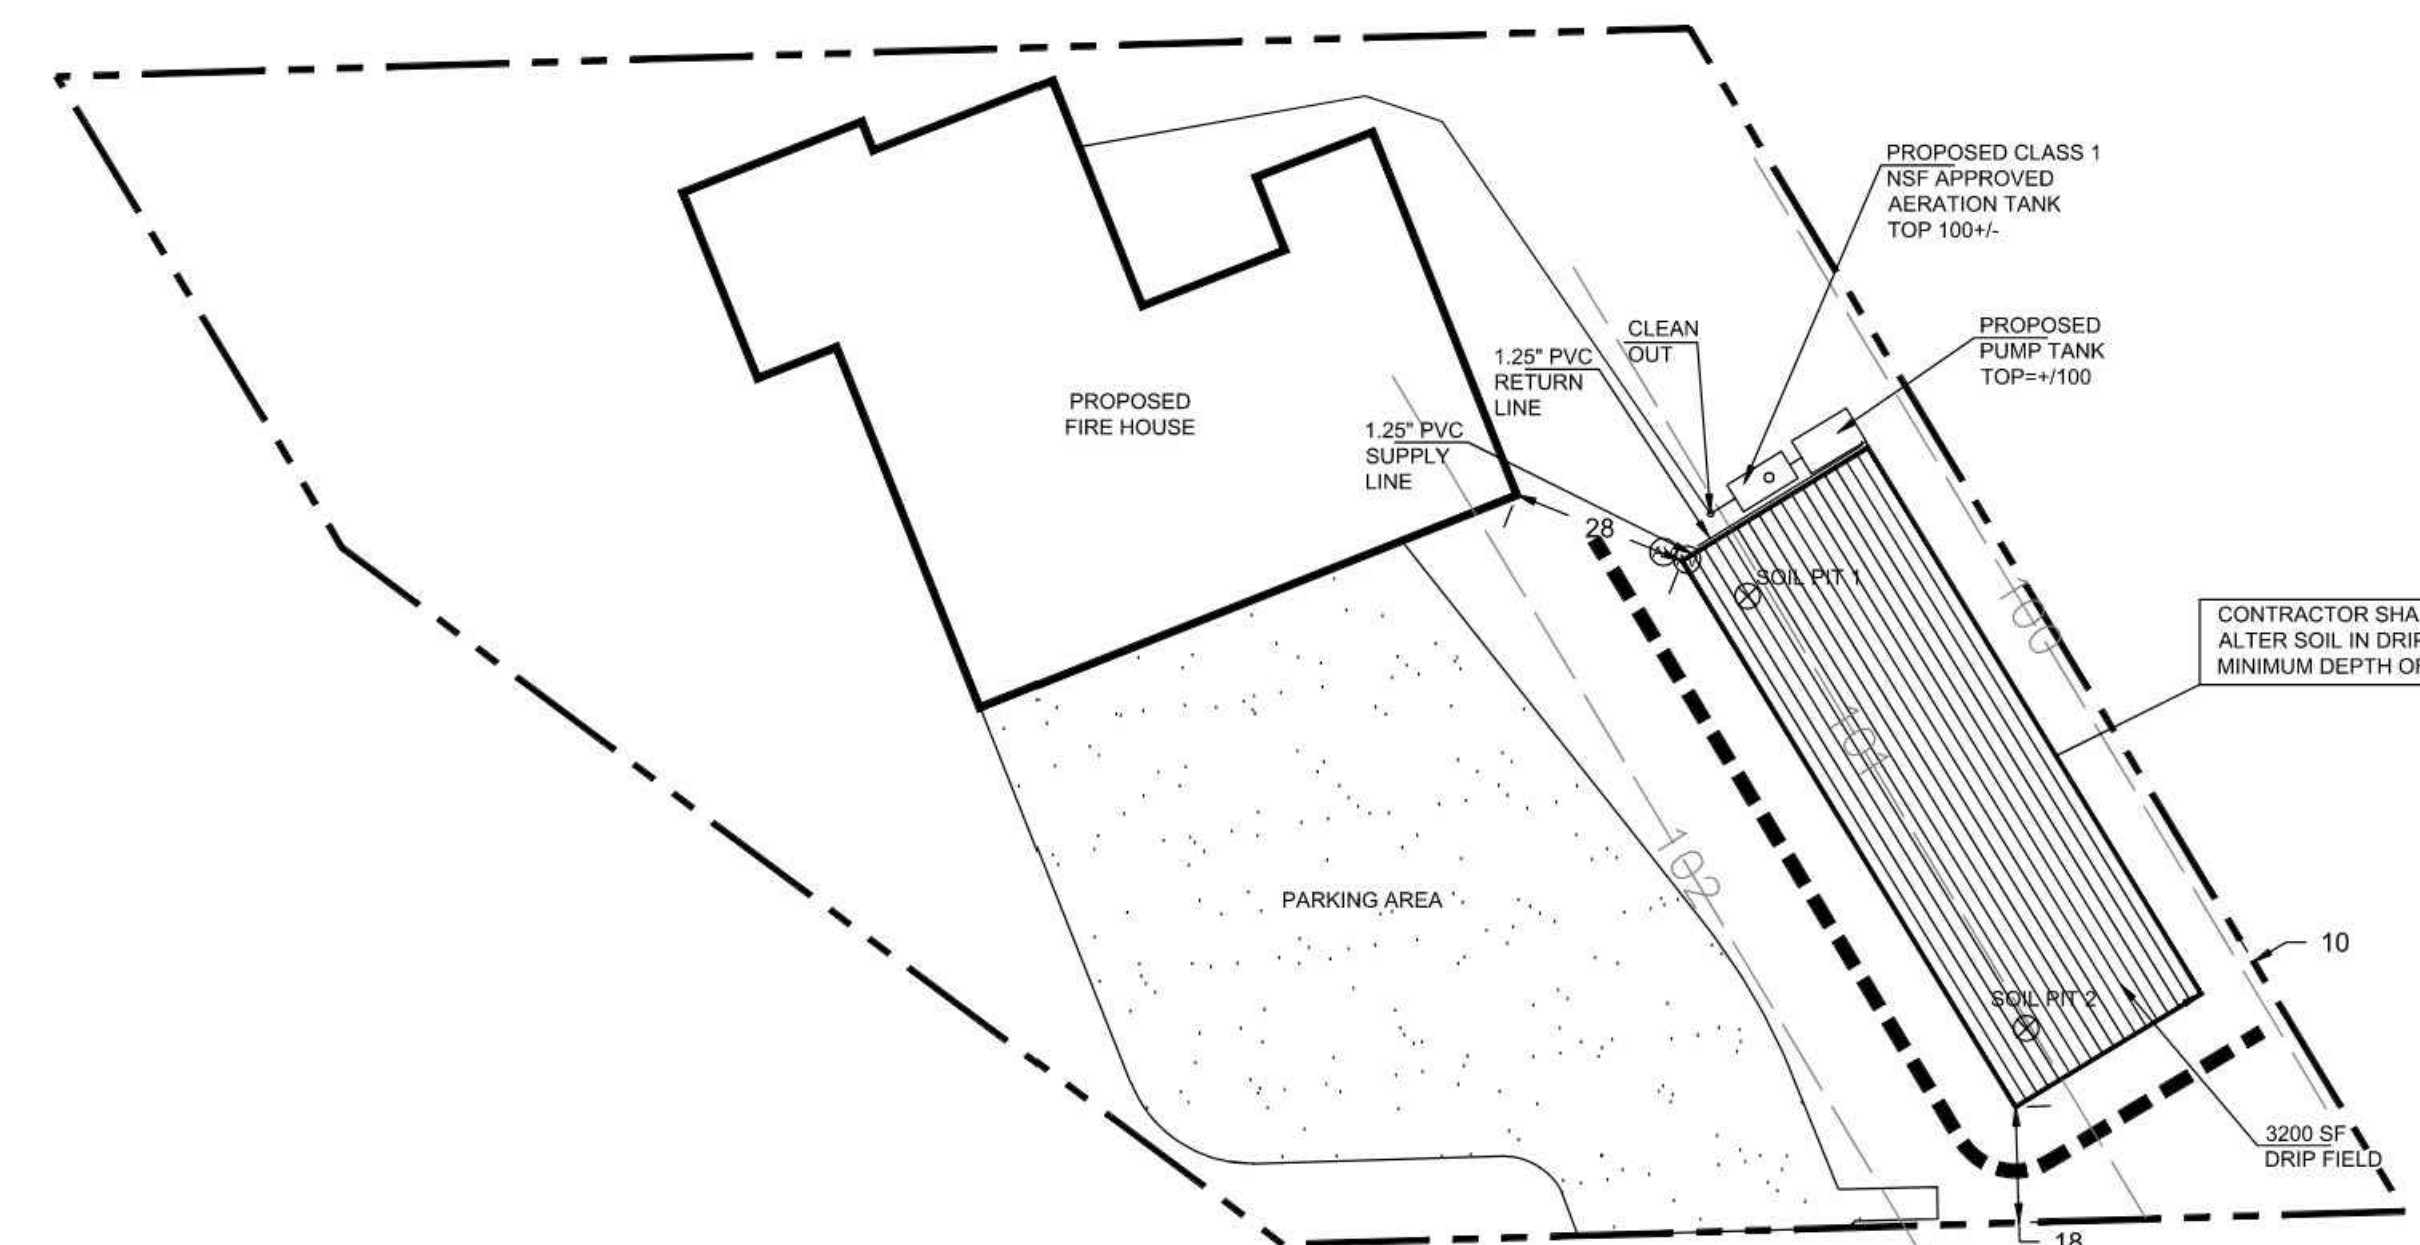 PROPOSED CLASS 1
NSF APPROVED
AERATION TANK
TOP 100+/-
PROPOSED
PUMP TANK
TOP=+/100
CLEAN
OUT
1.25" PVC
RETURN
LINE
1.25" PVC
SUPPLY
LINE
PROPOSED
FIRE HOUSE
28
SOIL PIT 1
100
CONTRACTOR SHA
ALTER SOIL IN DRIP
MINIMUM DEPTH OF
101
102
PARKING AREA
10
SOIL PIT 2
3200 SF
DRIP FIELD
18